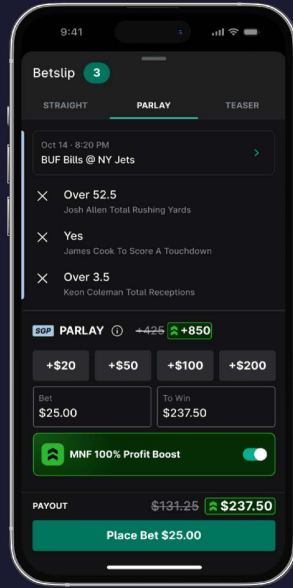 9:41
Betslip 3
STRAIGHT PARLAY TEASER
Oct 14 · 8:20 PM
BUF Bills @ NY Jets
Over 52.5
Josh Allen Total Rushing Yards
Yes
James Cook To Score A Touchdown
Over 3.5
Keon Coleman Total Receptions
SGP PARLAY +425 +850
+$20 +$50 +$100 +$200
Bet To Win
$25.00 $237.50
MNF 100% Profit Boost
PAYOUT $131.25 $237.50
Place Bet $25.00